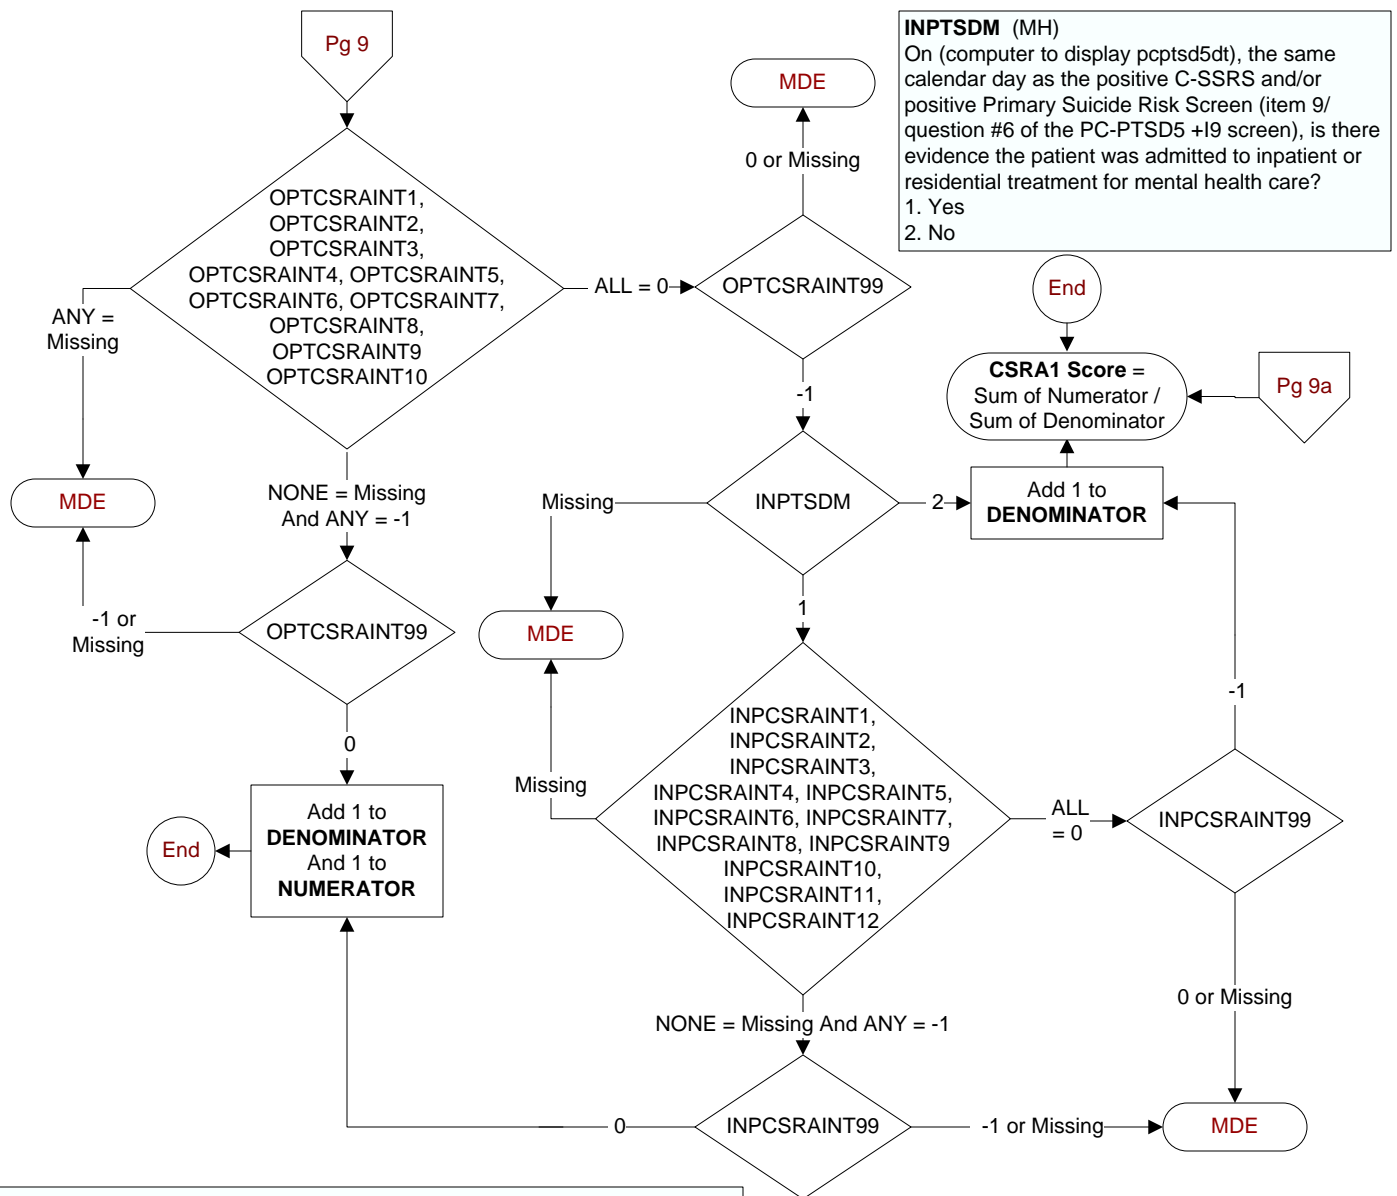 Pg 9
INPTSDM (MH)
On (computer to display pcptsd5dt), the same
calendar day as the positive C-SSRS and/or
positive Primary Suicide Risk Screen (item 9/
question #6 of the PC-PTSD5 +I9 screen), is there
evidence the patient was admitted to inpatient or
residential treatment for mental health care?
1. Yes
2. No
MDE
0 or Missing
OPTCSRAINT1,
OPTCSRAINT2,
OPTCSRAINT3,
OPTCSRAINT4, OPTCSRAINT5,
OPTCSRAINT6, OPTCSRAINT7,
OPTCSRAINT8,
OPTCSRAINT9
OPTCSRAINT10
ALL = 0
OPTCSRAINT99
End
ANY =
Missing
CSRA1 Score =
Sum of Numerator /
Sum of Denominator
Pg 9a
-1
MDE
NONE = Missing
And ANY = -1
Missing
INPTSDM
2
Add 1 to
DENOMINATOR
-1 or
Missing
OPTCSRAINT99
MDE
1
0
-1
INPCSRAINT1,
INPCSRAINT2,
INPCSRAINT3,
INPCSRAINT4, INPCSRAINT5,
INPCSRAINT6, INPCSRAINT7,
INPCSRAINT8, INPCSRAINT9
INPCSRAINT10,
INPCSRAINT11,
INPCSRAINT12
Missing
ALL
= 0
INPCSRAINT99
End
Add 1 to
DENOMINATOR
And 1 to
NUMERATOR
0 or Missing
NONE = Missing And ANY = -1
0
INPCSRAINT99
-1 or Missing
MDE